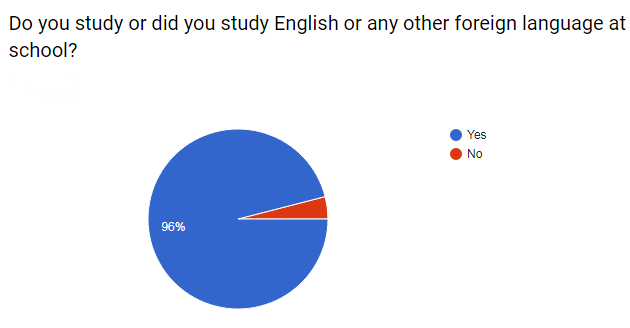 Do you study or did you study English or any other foreign language at
school?
Yes
No
96%